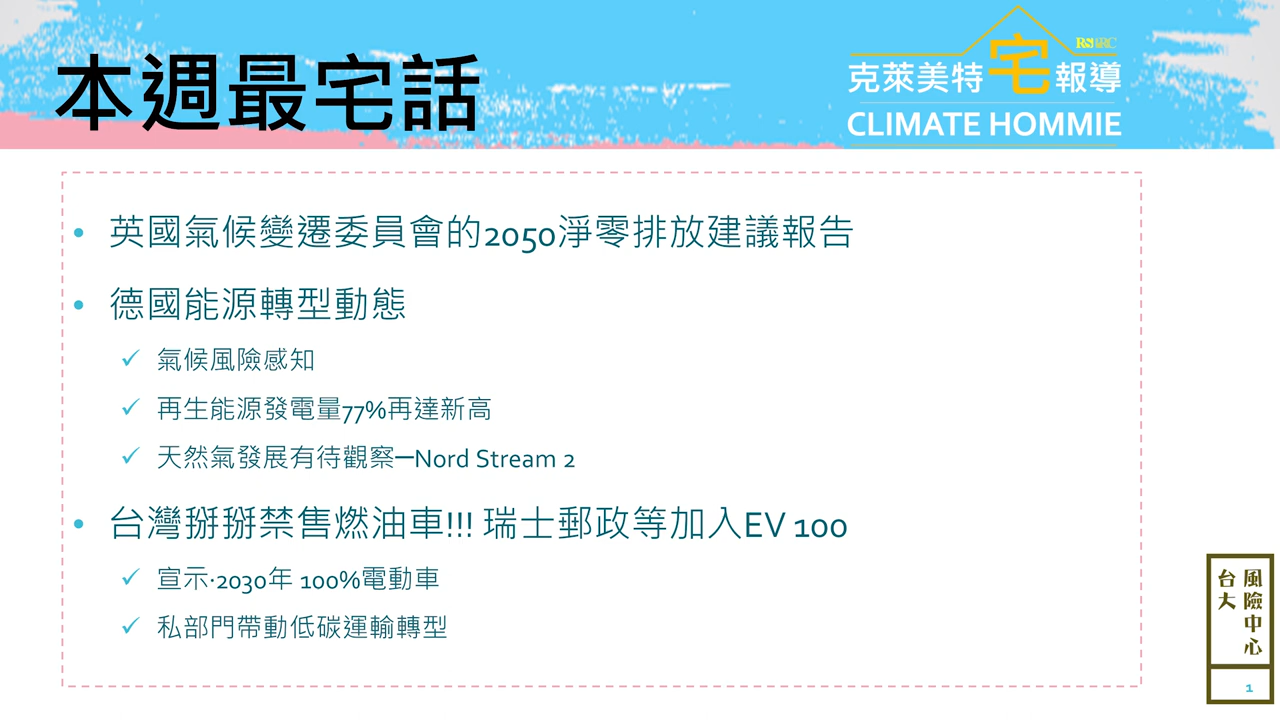 本週最宅話
克萊美特宅報導
CLIMATE HOMMIE
• 英國氣候變遷委員會的2050淨零排放建議報告
• 德國能源轉型動態
✓ 氣候風險感知
✓ 再生能源發電量77%再達新高
✓ 天然氣發展有待觀察─Nord Stream 2
• 台灣掰掰禁售燃油車!!! 瑞士郵政等加入EV 100
✓ 宣示·2030年 100%電動車
✓ 私部門帶動低碳運輸轉型
台大
風險中心
1